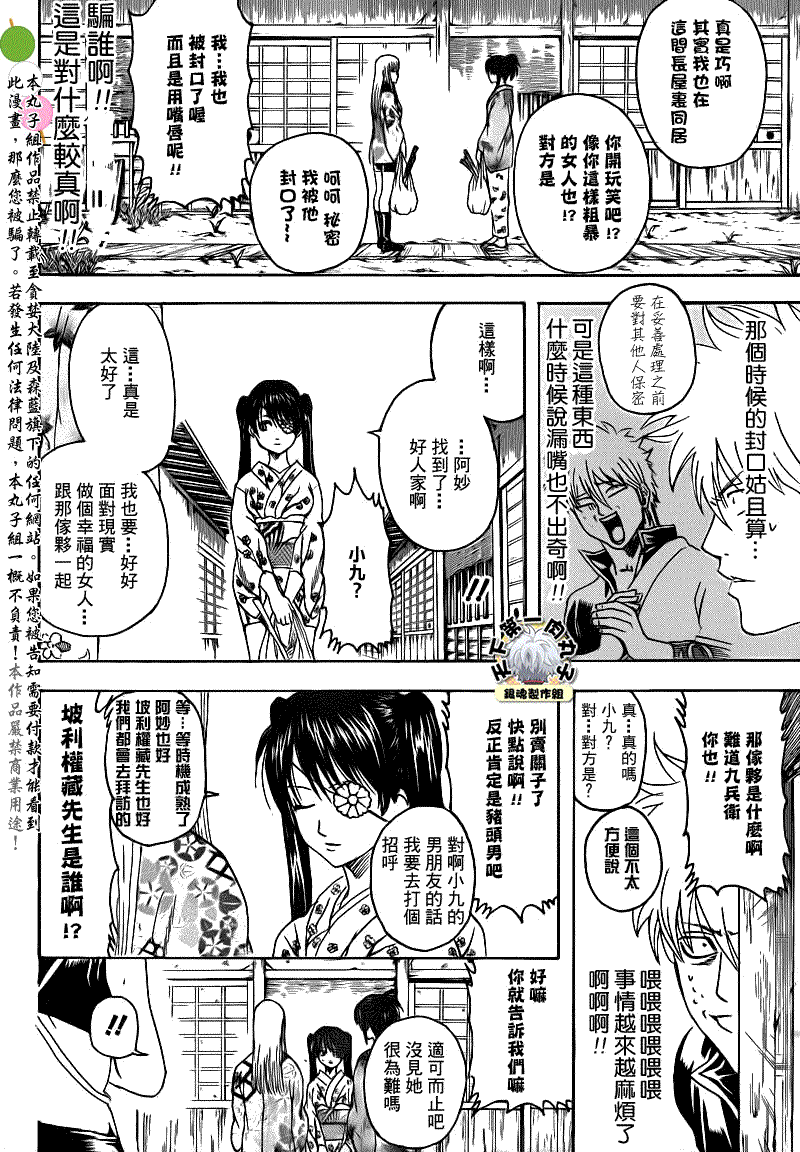 真是巧啊
其實我也在
這間長屋裏同居
你開玩笑吧!?
像你這樣粗暴
的女人也!?
對方是
我…我也
被封口了喔
而且是用嘴唇呢!!
呵呵 秘密
我被他
封口了~
騙誰啊!!
這是對什麼較真啊!!
那個時候的封口姑且算…
在妥善處理之前
要對其他人保密
可是這種東西
什麼時候說漏嘴也不出奇啊!!
這樣啊…
…阿妙
找到了…
好人家啊
小九?
!!
這…真是
太好了
我也要…好好
面對現實
做個幸福的女人…
跟那傢夥一起
天下第一肉丸子
銀魂製作組
那傢夥是什麼啊
難道九兵衛
你也!!
真…真的嗎
小九?
對…對方是?
這個不太
方便說
喂喂喂喂喂
事情越來越麻煩了
啊啊啊!!
別賣關子了
快點說啊!!
反正肯定是豬頭男吧
對啊小九的
男朋友的話
我要去打個
招呼
等…等時機成熟了
阿妙也好
坡利權藏先生也好
我們都會去拜訪的
坡利權藏先生是誰啊!?
好嘛
你就告訴我們嘛
適可而止吧
沒見她
很為難嗎
!!
本丸子組作品禁止轉載至貪婪大陸及森藍旗下的任何網站。如果您被告知需要付款才能看到
此漫畫，那麼您被騙了。若發生任何法律問題，本丸子組一概不負責！本作品嚴禁商業用途！